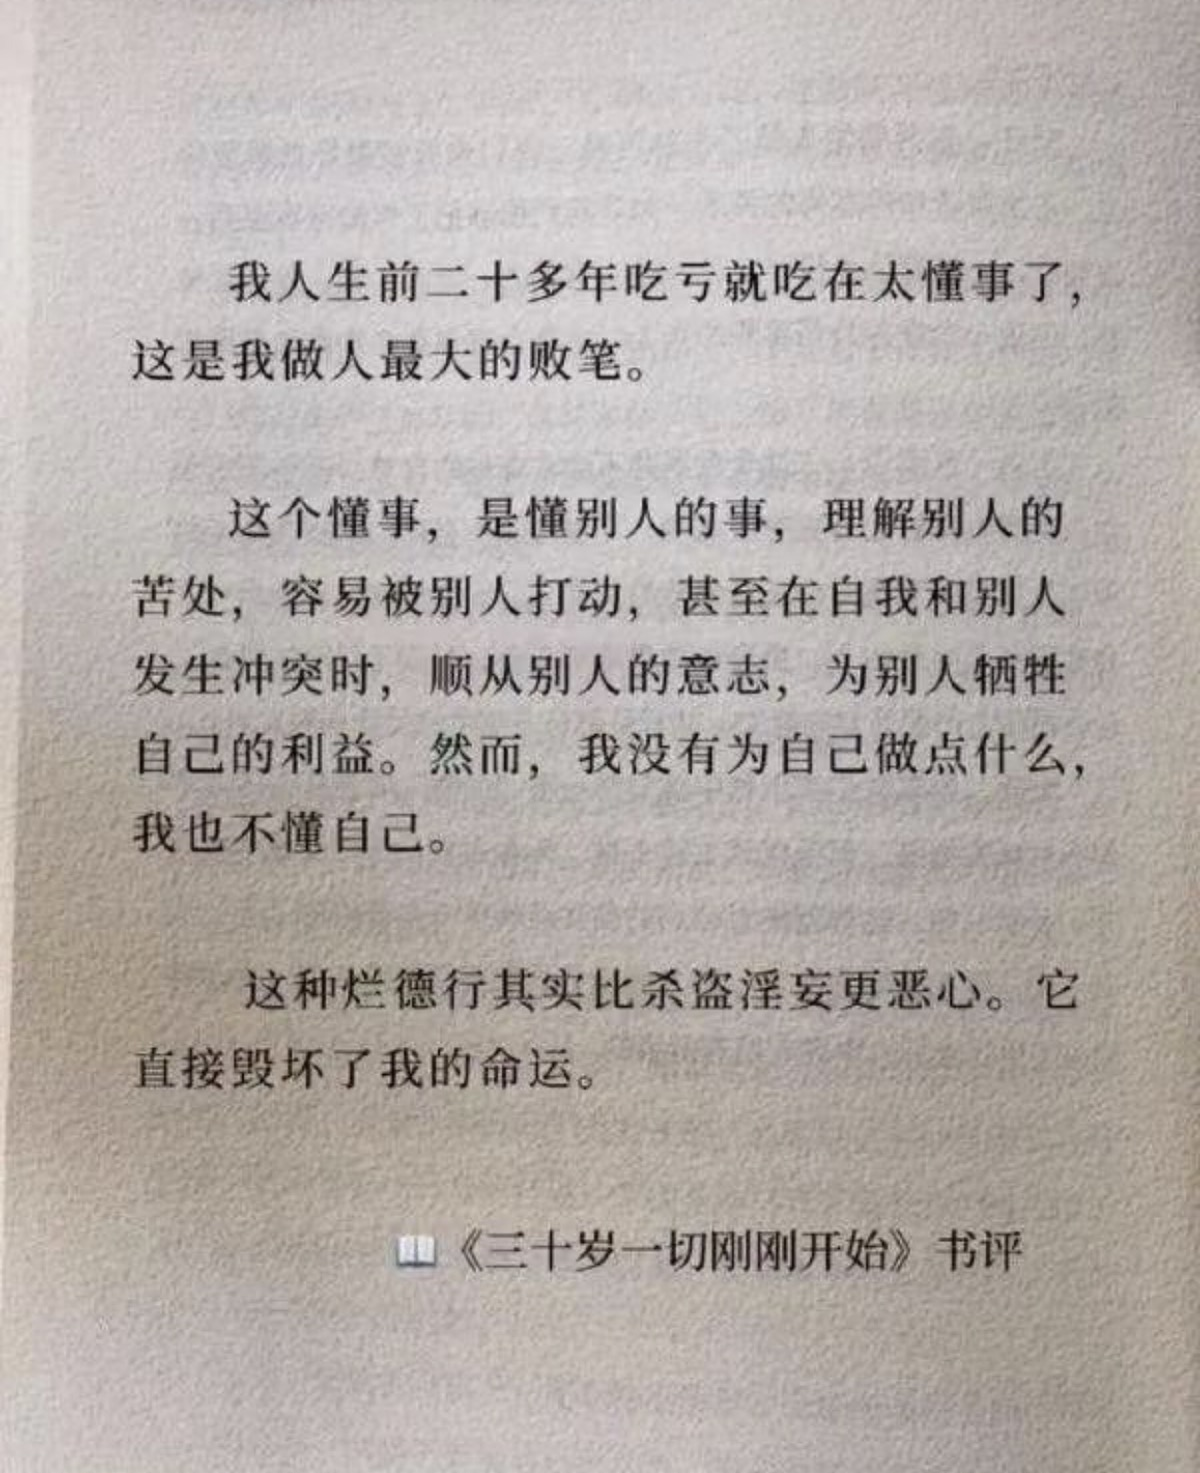 我人生前二十多年吃亏就吃在太懂事了，
这是我做人最大的败笔。
这个懂事，是懂别人的事，理解别人的
苦处，容易被别人打动，甚至在自我和别人
发生冲突时，顺从别人的意志，为别人牺牲
自己的利益。然而，我没有为自己做点什么，
我也不懂自己。
这种烂德行其实比杀盗淫妄更恶心。它
直接毁坏了我的命运。
📖《三十岁一切刚刚开始》书评